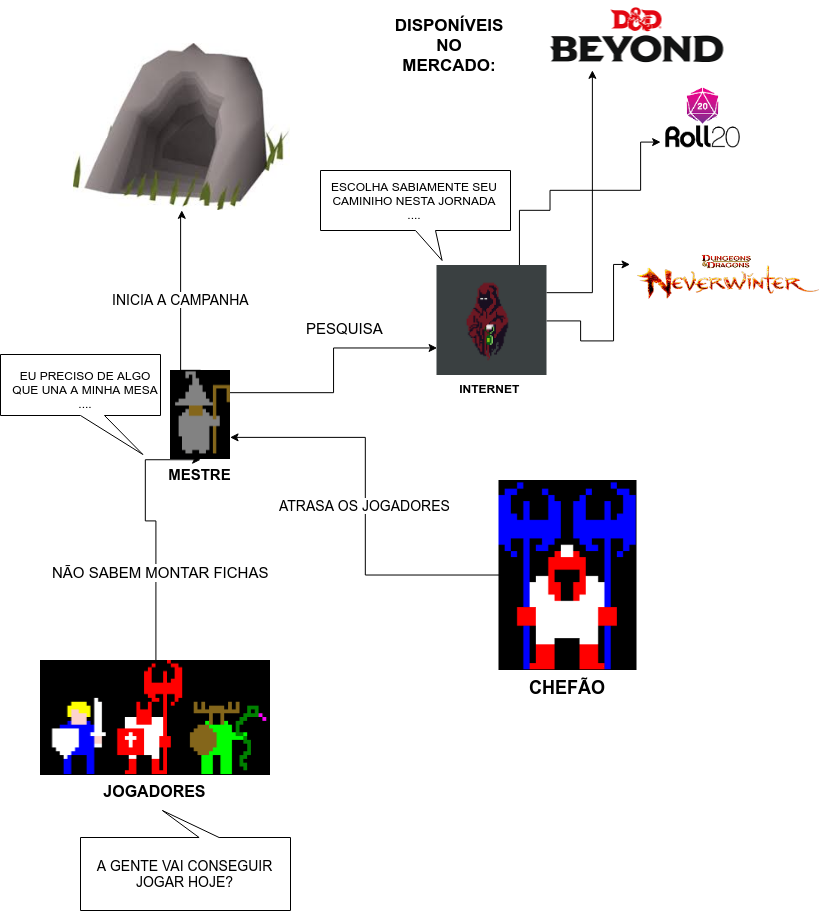 DISPONÍVEIS
NO
MERCADO:
D&D
BEYOND
20
Roll20
ESCOLHA SABIAMENTE SEU
CAMINIHO NESTA JORNADA
....
DUNGEONS
& DRAGONS
NEVERWINTER
INICIA A CAMPANHA
PESQUISA
INTERNET
EU PRECISO DE ALGO
QUE UNA A MINHA MESA
....
MESTRE
ATRASA OS JOGADORES
NÃO SABEM MONTAR FICHAS
CHEFÃO
JOGADORES
A GENTE VAI CONSEGUIR
JOGAR HOJE?